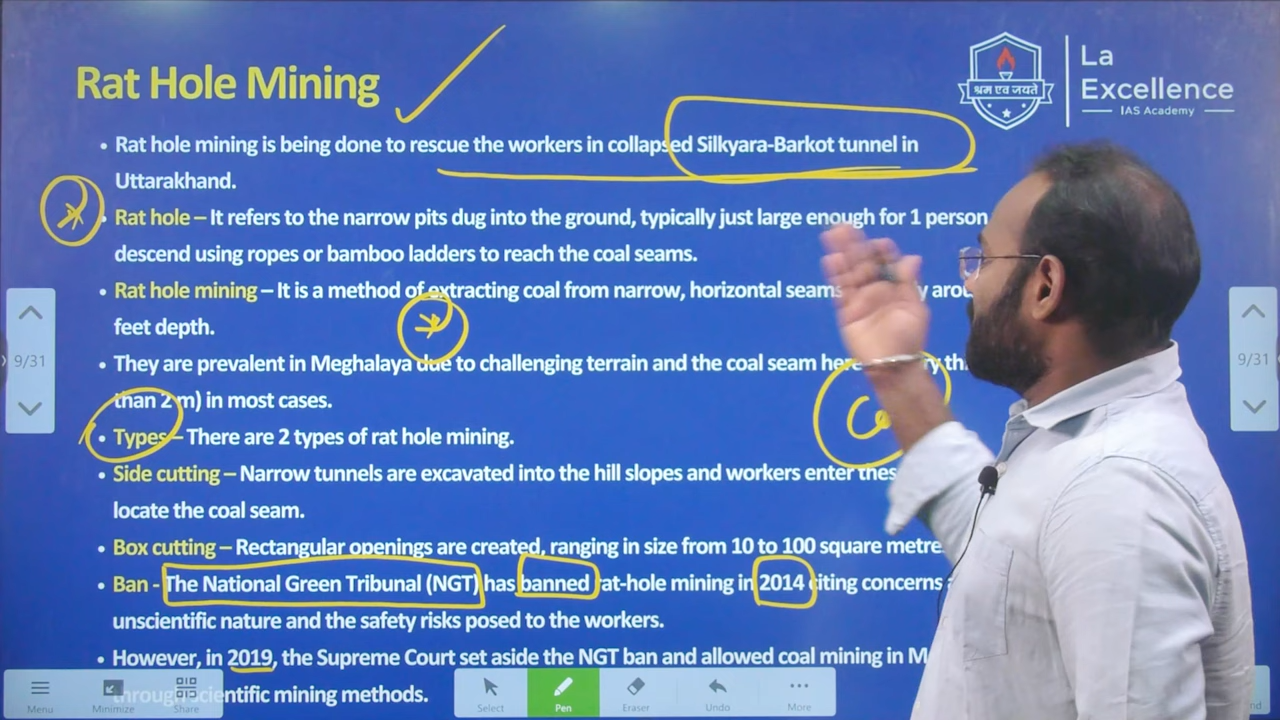 Rat Hole Mining
श्रम एव जयते
La
Excellence
IAS Academy
• Rat hole mining is being done to rescue the workers in collapsed Silkyara-Barkot tunnel in
Uttarakhand.
• Rat hole – It refers to the narrow pits dug into the ground, typically just large enough for 1 person
descend using ropes or bamboo ladders to reach the coal seams.
• Rat hole mining – It is a method of extracting coal from narrow, horizontal seams
feet depth.
• They are prevalent in Meghalaya due to challenging terrain and the coal seam
than 2 m) in most cases.
• Types – There are 2 types of rat hole mining.
• Side cutting – Narrow tunnels are excavated into the hill slopes and workers enter
locate the coal seam.
• Box cutting – Rectangular openings are created, ranging in size from 10 to 100 square
• Ban - The National Green Tribunal (NGT) has banned rat-hole mining in 2014 citing concerns
unscientific nature and the safety risks posed to the workers.
• However, in 2019, the Supreme Court set aside the NGT ban and allowed coal mining in
through scientific mining methods.
9/31
9/31
Menu
Minimize
Share
Select
Pen
Eraser
Undo
More